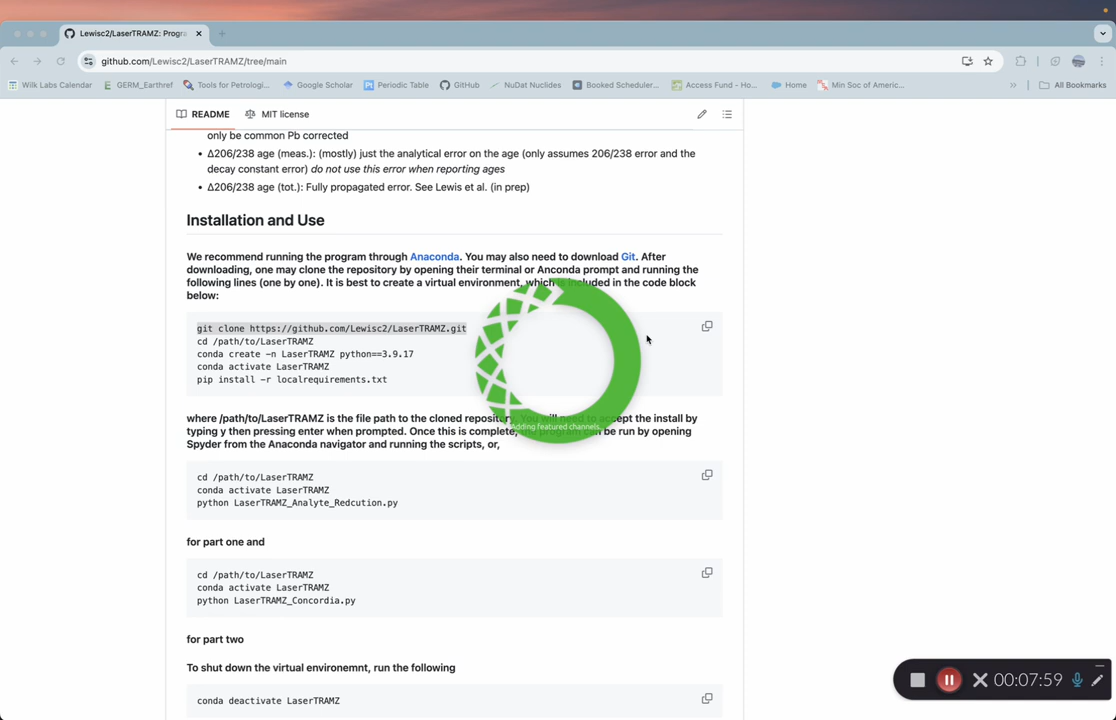 Lewisc2/LaserTRAMZ: Progra
github.com/Lewisc2/LaserTRAMZ/tree/main
Wilk Labs Calendar GERM_Earthref Tools for Petrologi... Google Scholar Periodic Table GitHub NuDat Nuclides Booked Scheduler... Access Fund - Ho... Home Min Soc of Americ... » All Bookmarks
README MIT license
only be common Pb corrected
• Δ206/238 age (meas.): (mostly) just the analytical error on the age (only assumes 206/238 error and the
decay constant error) do not use this error when reporting ages
• Δ206/238 age (tot.): Fully propagated error. See Lewis et al. (in prep)
Installation and Use
We recommend running the program through Anaconda. You may also need to download Git. After
downloading, one may clone the repository by opening their terminal or Anconda prompt and running the
following lines (one by one). It is best to create a virtual environment, which is included in the code block
below:
git clone https://github.com/Lewisc2/LaserTRAMZ.git
cd /path/to/LaserTRAMZ
conda create -n LaserTRAMZ python==3.9.17
conda activate LaserTRAMZ
pip install -r localrequirements.txt
where /path/to/LaserTRAMZ is the file path to the cloned repository. You will need to accept the install by
Adding featured channels...
typing y then pressing enter when prompted. Once this is complete, the program can be run by opening
Spyder from the Anaconda navigator and running the scripts, or,
cd /path/to/LaserTRAMZ
conda activate LaserTRAMZ
python LaserTRAMZ_Analyte_Redcution.py
for part one and
cd /path/to/LaserTRAMZ
conda activate LaserTRAMZ
python LaserTRAMZ_Concordia.py
for part two
To shut down the virtual environemnt, run the following
conda deactivate LaserTRAMZ
00:07:59